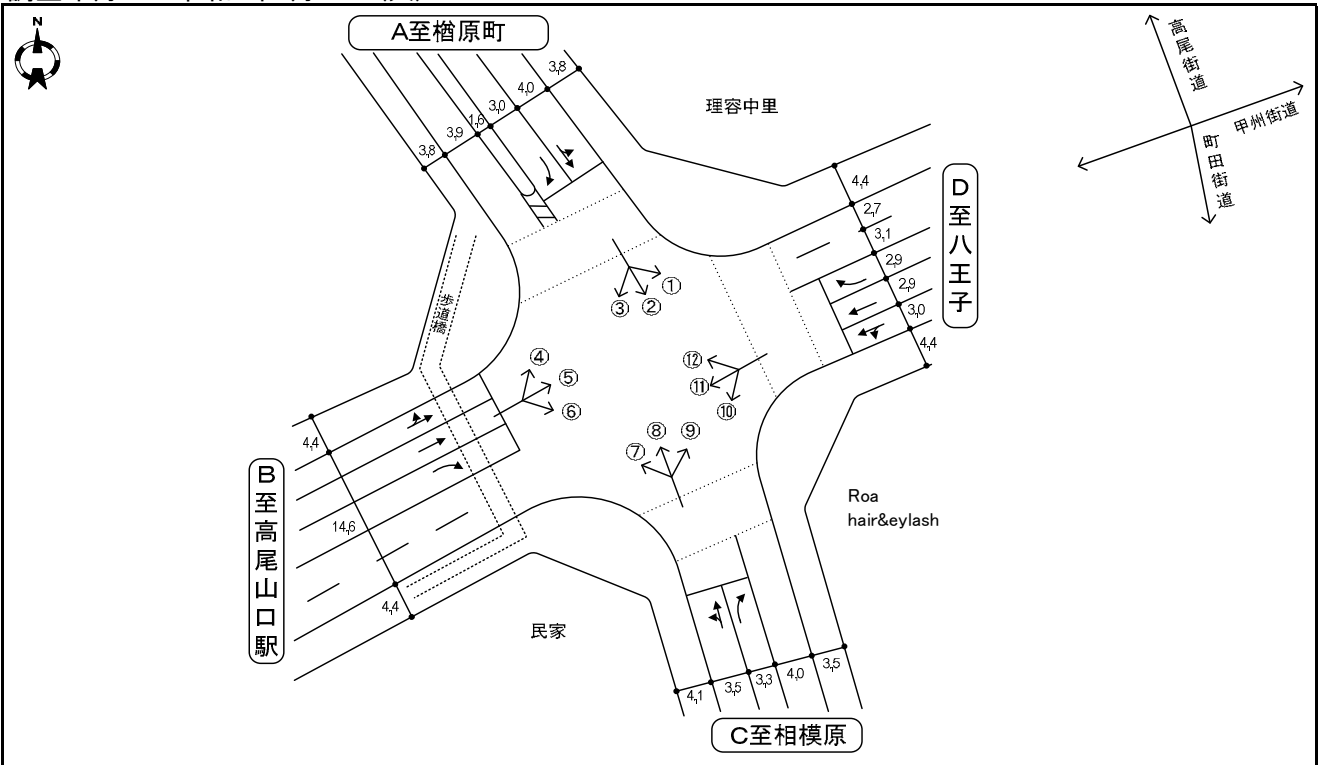 N
A至楢原町
3,8
3,9
1,6
3,0
4,0
3,8
理容中里
高尾街道
甲州街道
町田街道
D至八王子
4,4
2,7
3,1
2,9
2,9
3,0
4,4
歩道橋
①
②
③
④
⑤
⑥
⑦
⑧
⑨
⑩
⑪
⑫
B至高尾山口駅
4,4
14,6
4,4
民家
Roa
hair&eylash
4,1
3,5
3,3
4,0
3,5
C至相模原